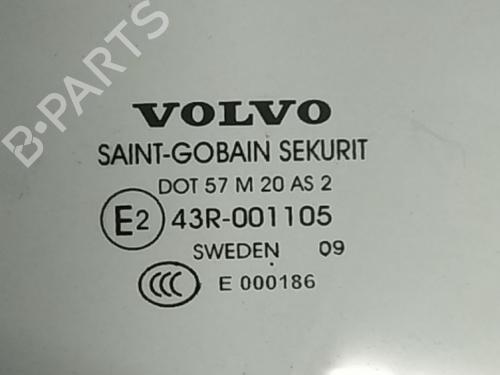 B-PARTS
VOLVO
SAINT-GOBAIN SEKURIT
DOT 57 M 20 AS 2
E2 43R-001105
SWEDEN 09
CCC E 000186